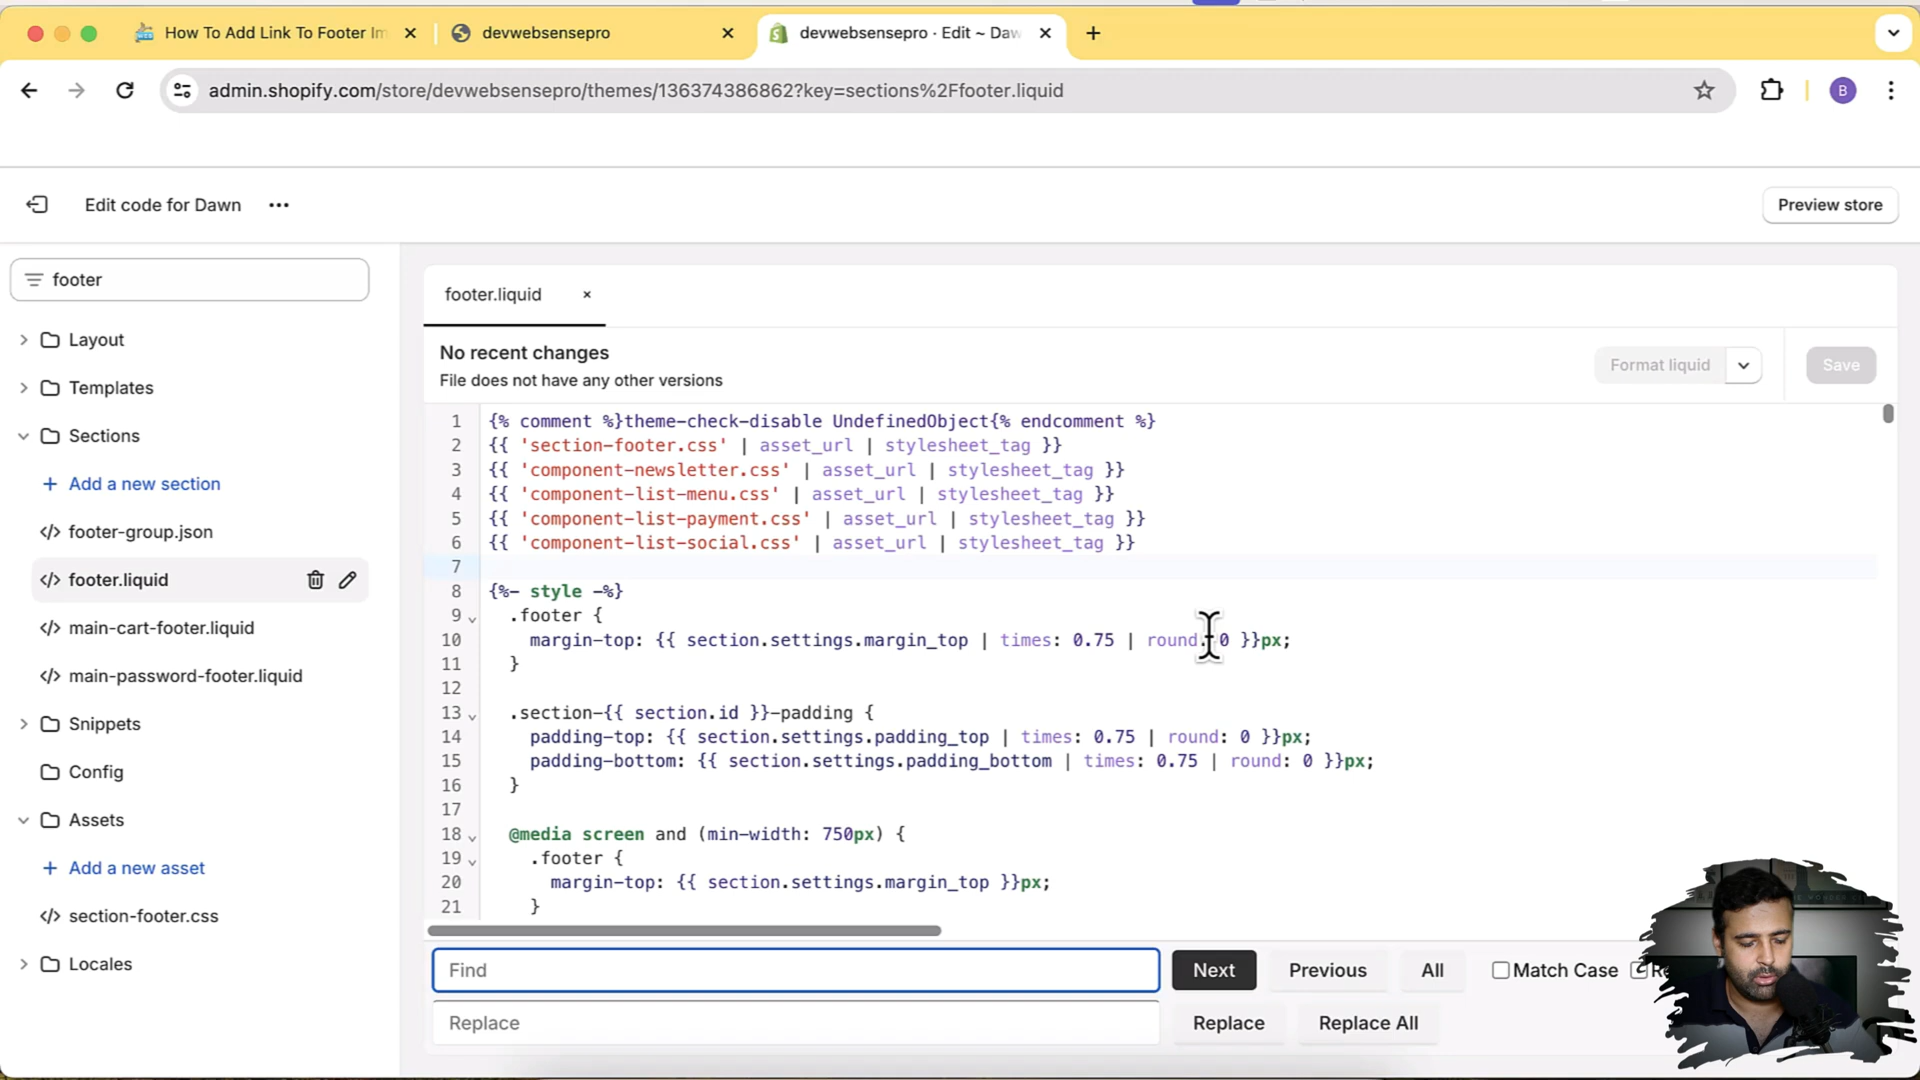 How To Add Link To Footer Im
devwebsensepro
devwebsensepro · Edit ~ Daw
admin.shopify.com/store/devwebsensepro/themes/136374386862?key=sections%2Ffooter.liquid
B
Edit code for Dawn
Preview store
footer
Layout
Templates
Sections
Add a new section
footer-group.json
footer.liquid
main-cart-footer.liquid
main-password-footer.liquid
Snippets
Config
Assets
Add a new asset
section-footer.css
Locales
footer.liquid
No recent changes
File does not have any other versions
Format liquid
Save
1 {% comment %}theme-check-disable UndefinedObject{% endcomment %}
2 {{ 'section-footer.css' | asset_url | stylesheet_tag }}
3 {{ 'component-newsletter.css' | asset_url | stylesheet_tag }}
4 {{ 'component-list-menu.css' | asset_url | stylesheet_tag }}
5 {{ 'component-list-payment.css' | asset_url | stylesheet_tag }}
6 {{ 'component-list-social.css' | asset_url | stylesheet_tag }}
7
8 {%- style -%}
9 .footer {
10 margin-top: {{ section.settings.margin_top | times: 0.75 | round: 0 }}px;
11 }
12
13 .section-{{ section.id }}-padding {
14 padding-top: {{ section.settings.padding_top | times: 0.75 | round: 0 }}px;
15 padding-bottom: {{ section.settings.padding_bottom | times: 0.75 | round: 0 }}px;
16 }
17
18 @media screen and (min-width: 750px) {
19 .footer {
20 margin-top: {{ section.settings.margin_top }}px;
21 }
Find
Next
Previous
All
Match Case
Replace
Replace
Replace All